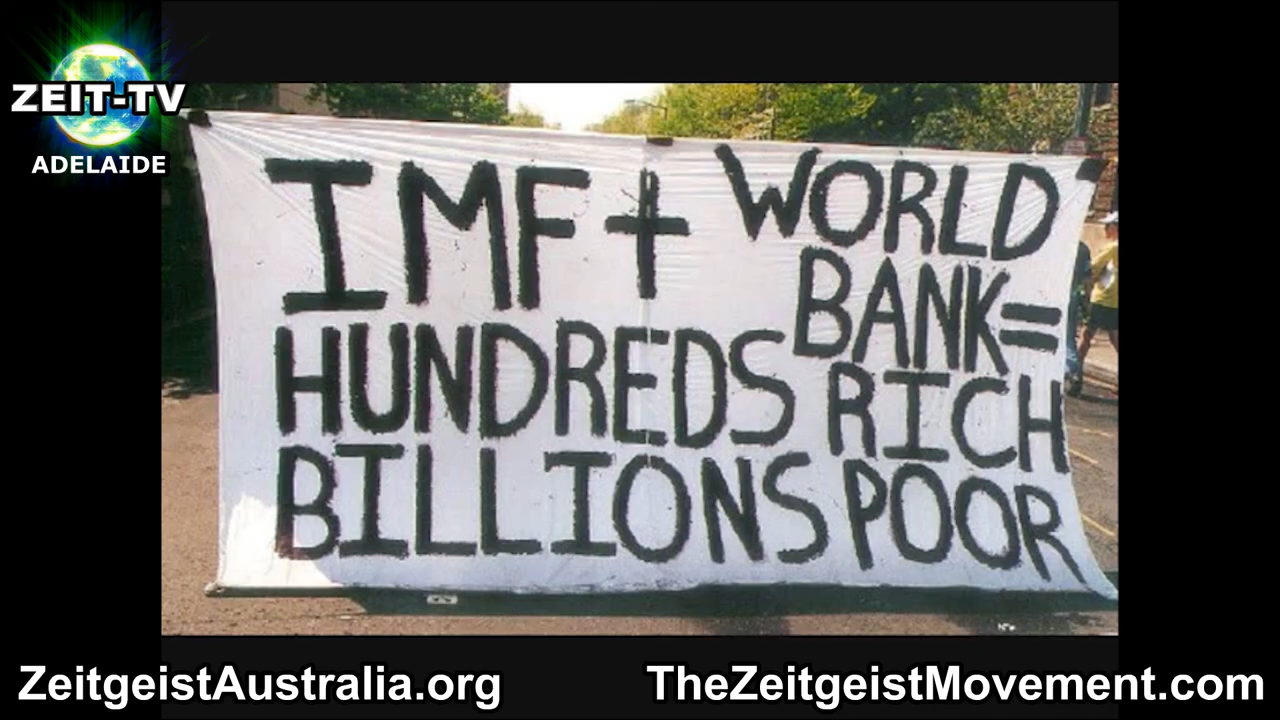 ZEIT-TV
ADELAIDE
IMF + WORLD
BANK=
HUNDREDS RICH
BILLIONS POOR
ZeitgeistAustralia.org
TheZeitgeistMovement.com